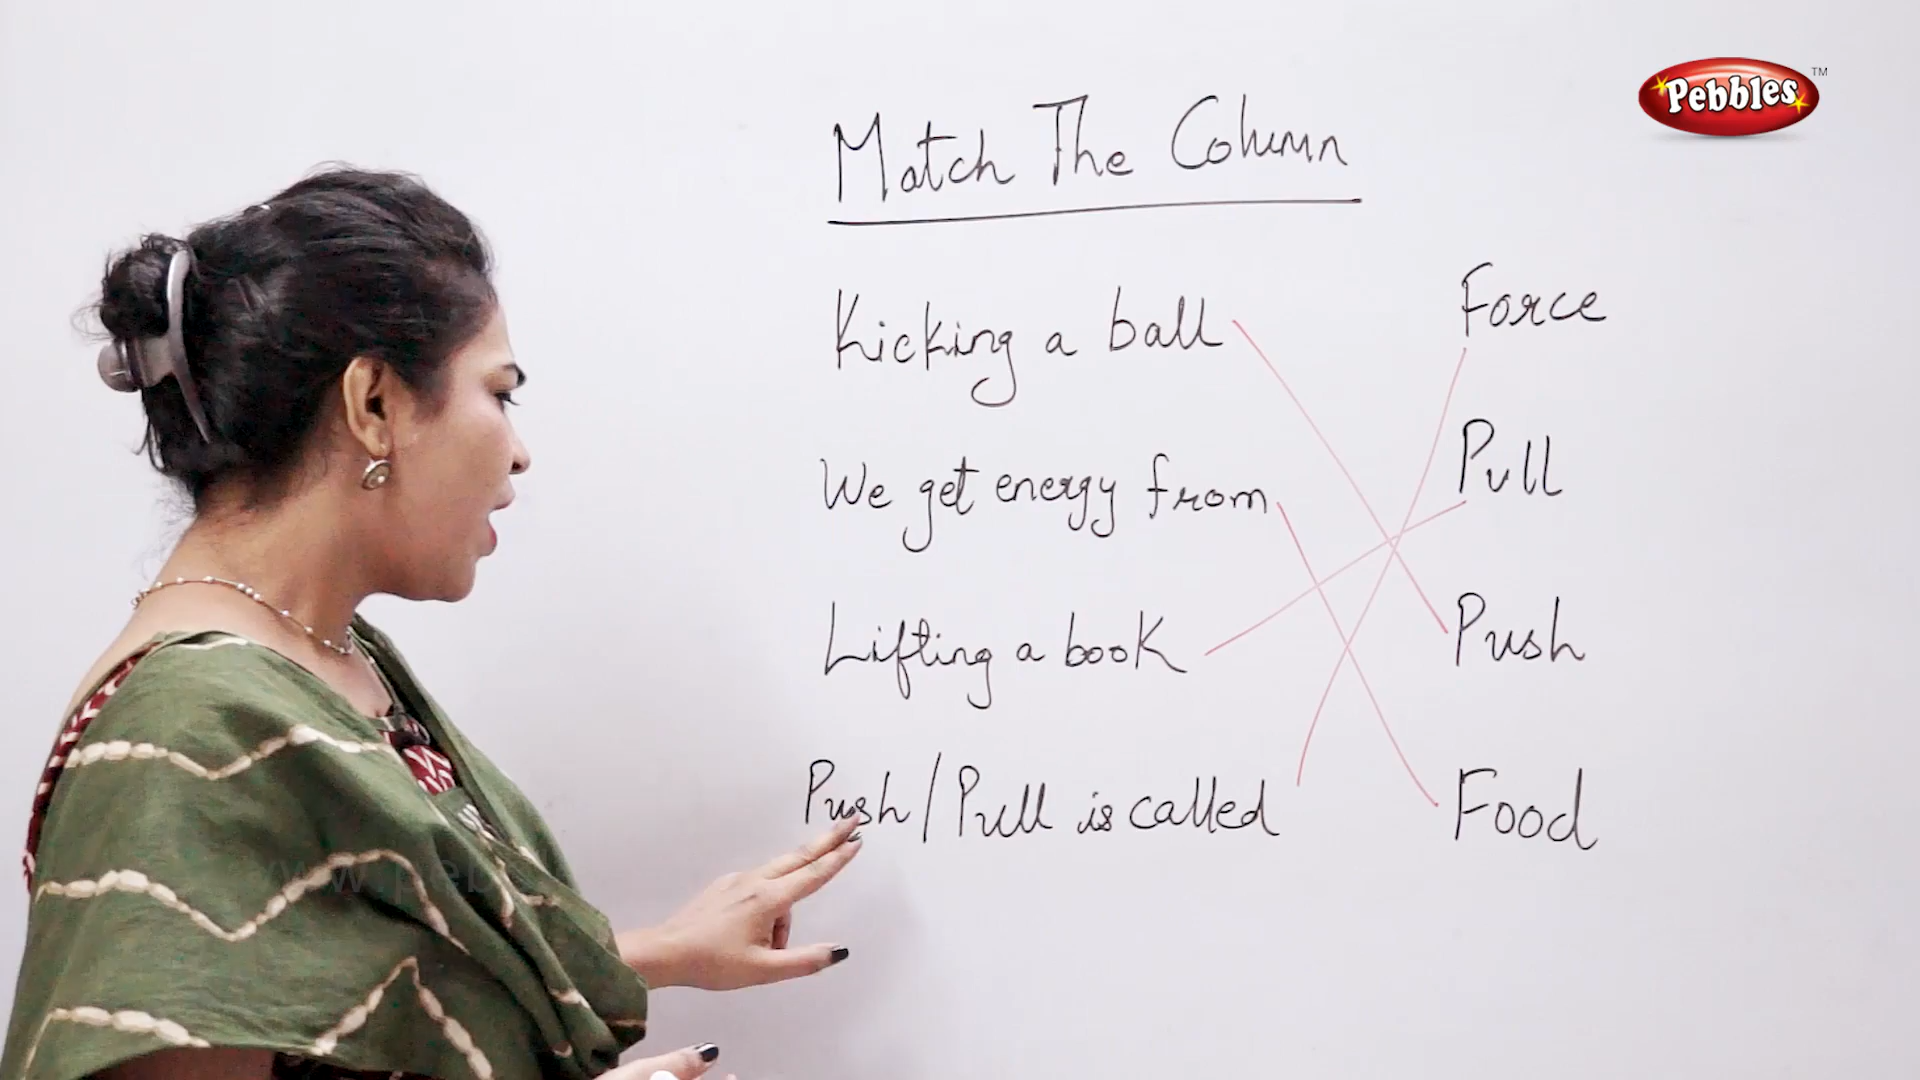 Pebbles TM
Match The Column
Kicking a ball Force
We get energy from Pull
Lifting a book Push
Push/Pull is called Food